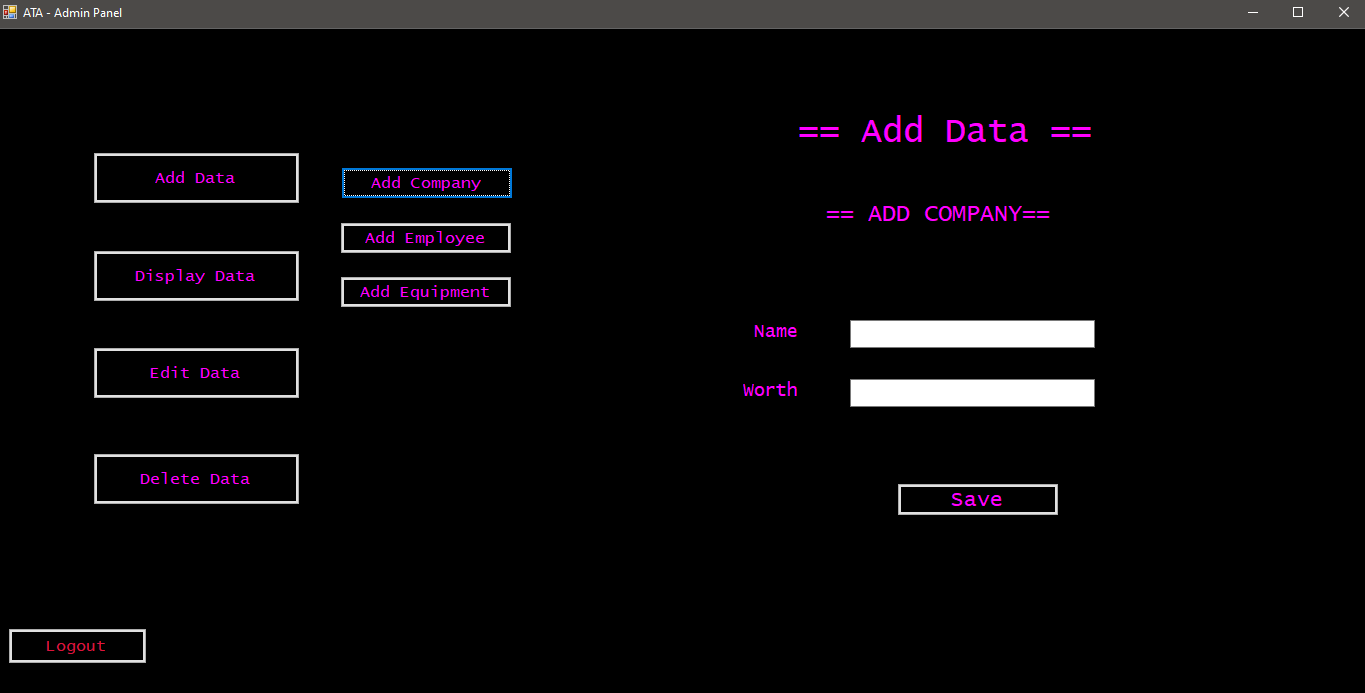 ATA - Admin Panel
== Add Data ==
Add Data
Add Company
== ADD COMPANY==
Add Employee
Display Data
Add Equipment
Name
Edit Data
Worth
Delete Data
Save
Logout